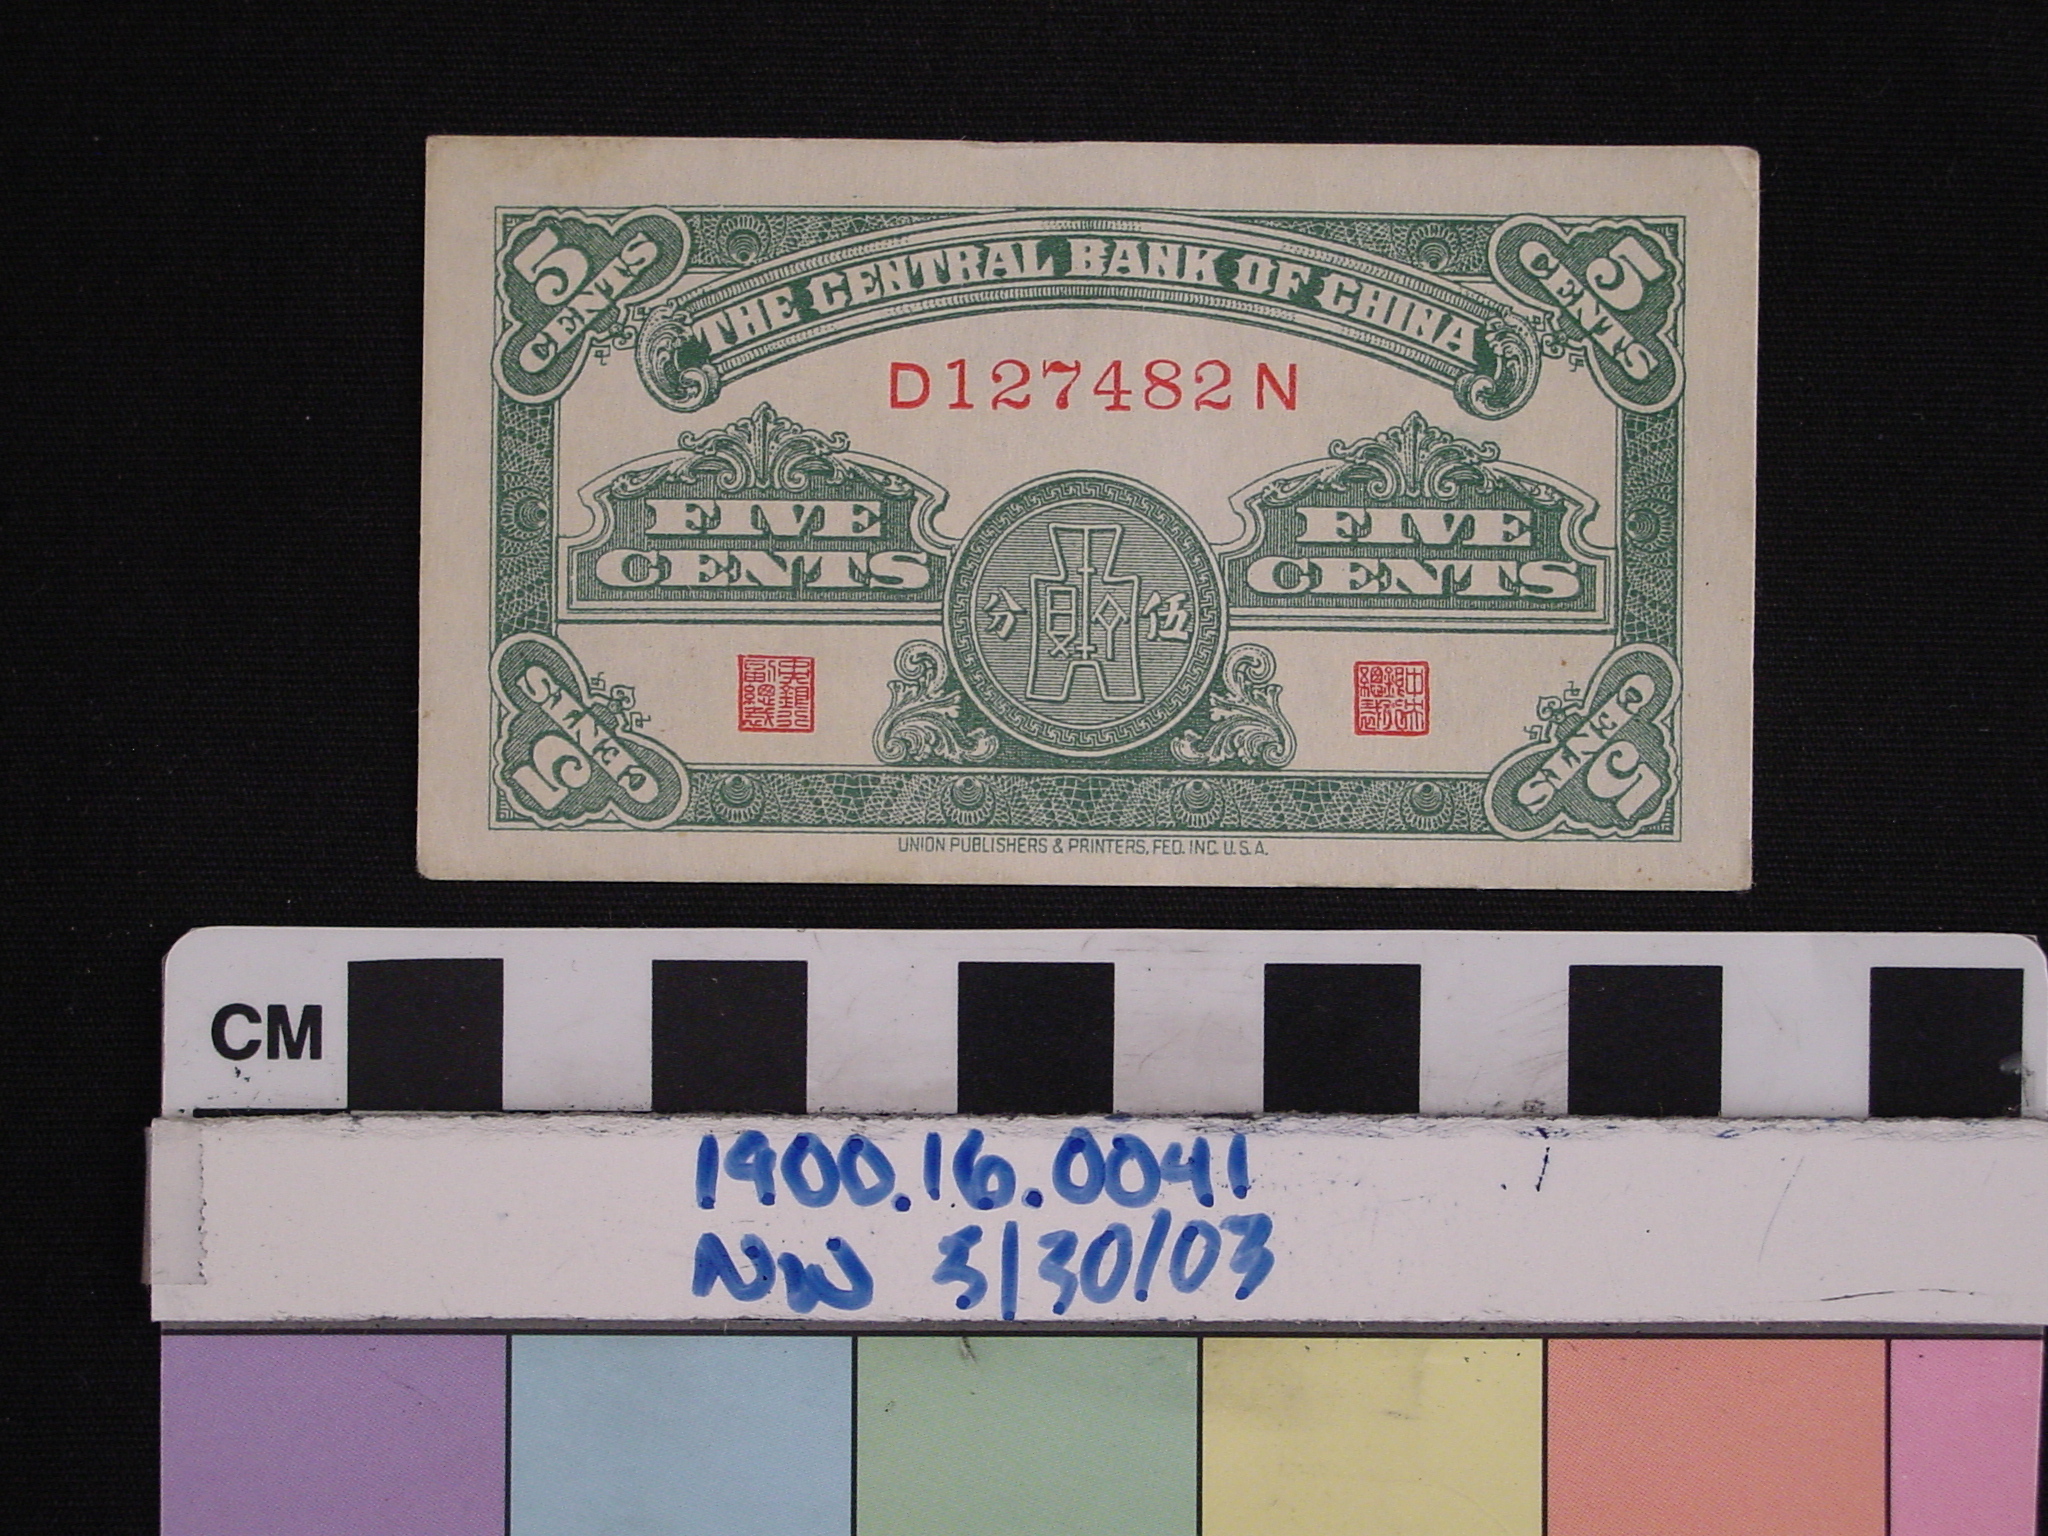 5 CENTS
THE CENTRAL BANK OF CHINA
5 CENTS
D127482N
FIVE CENTS
FIVE CENTS
分 伍
5 CENTS
5 CENTS
UNION PUBLISHERS & PRINTERS, FED. INC. U. S. A.
CM
1900.16.0041
NW 5/30/03